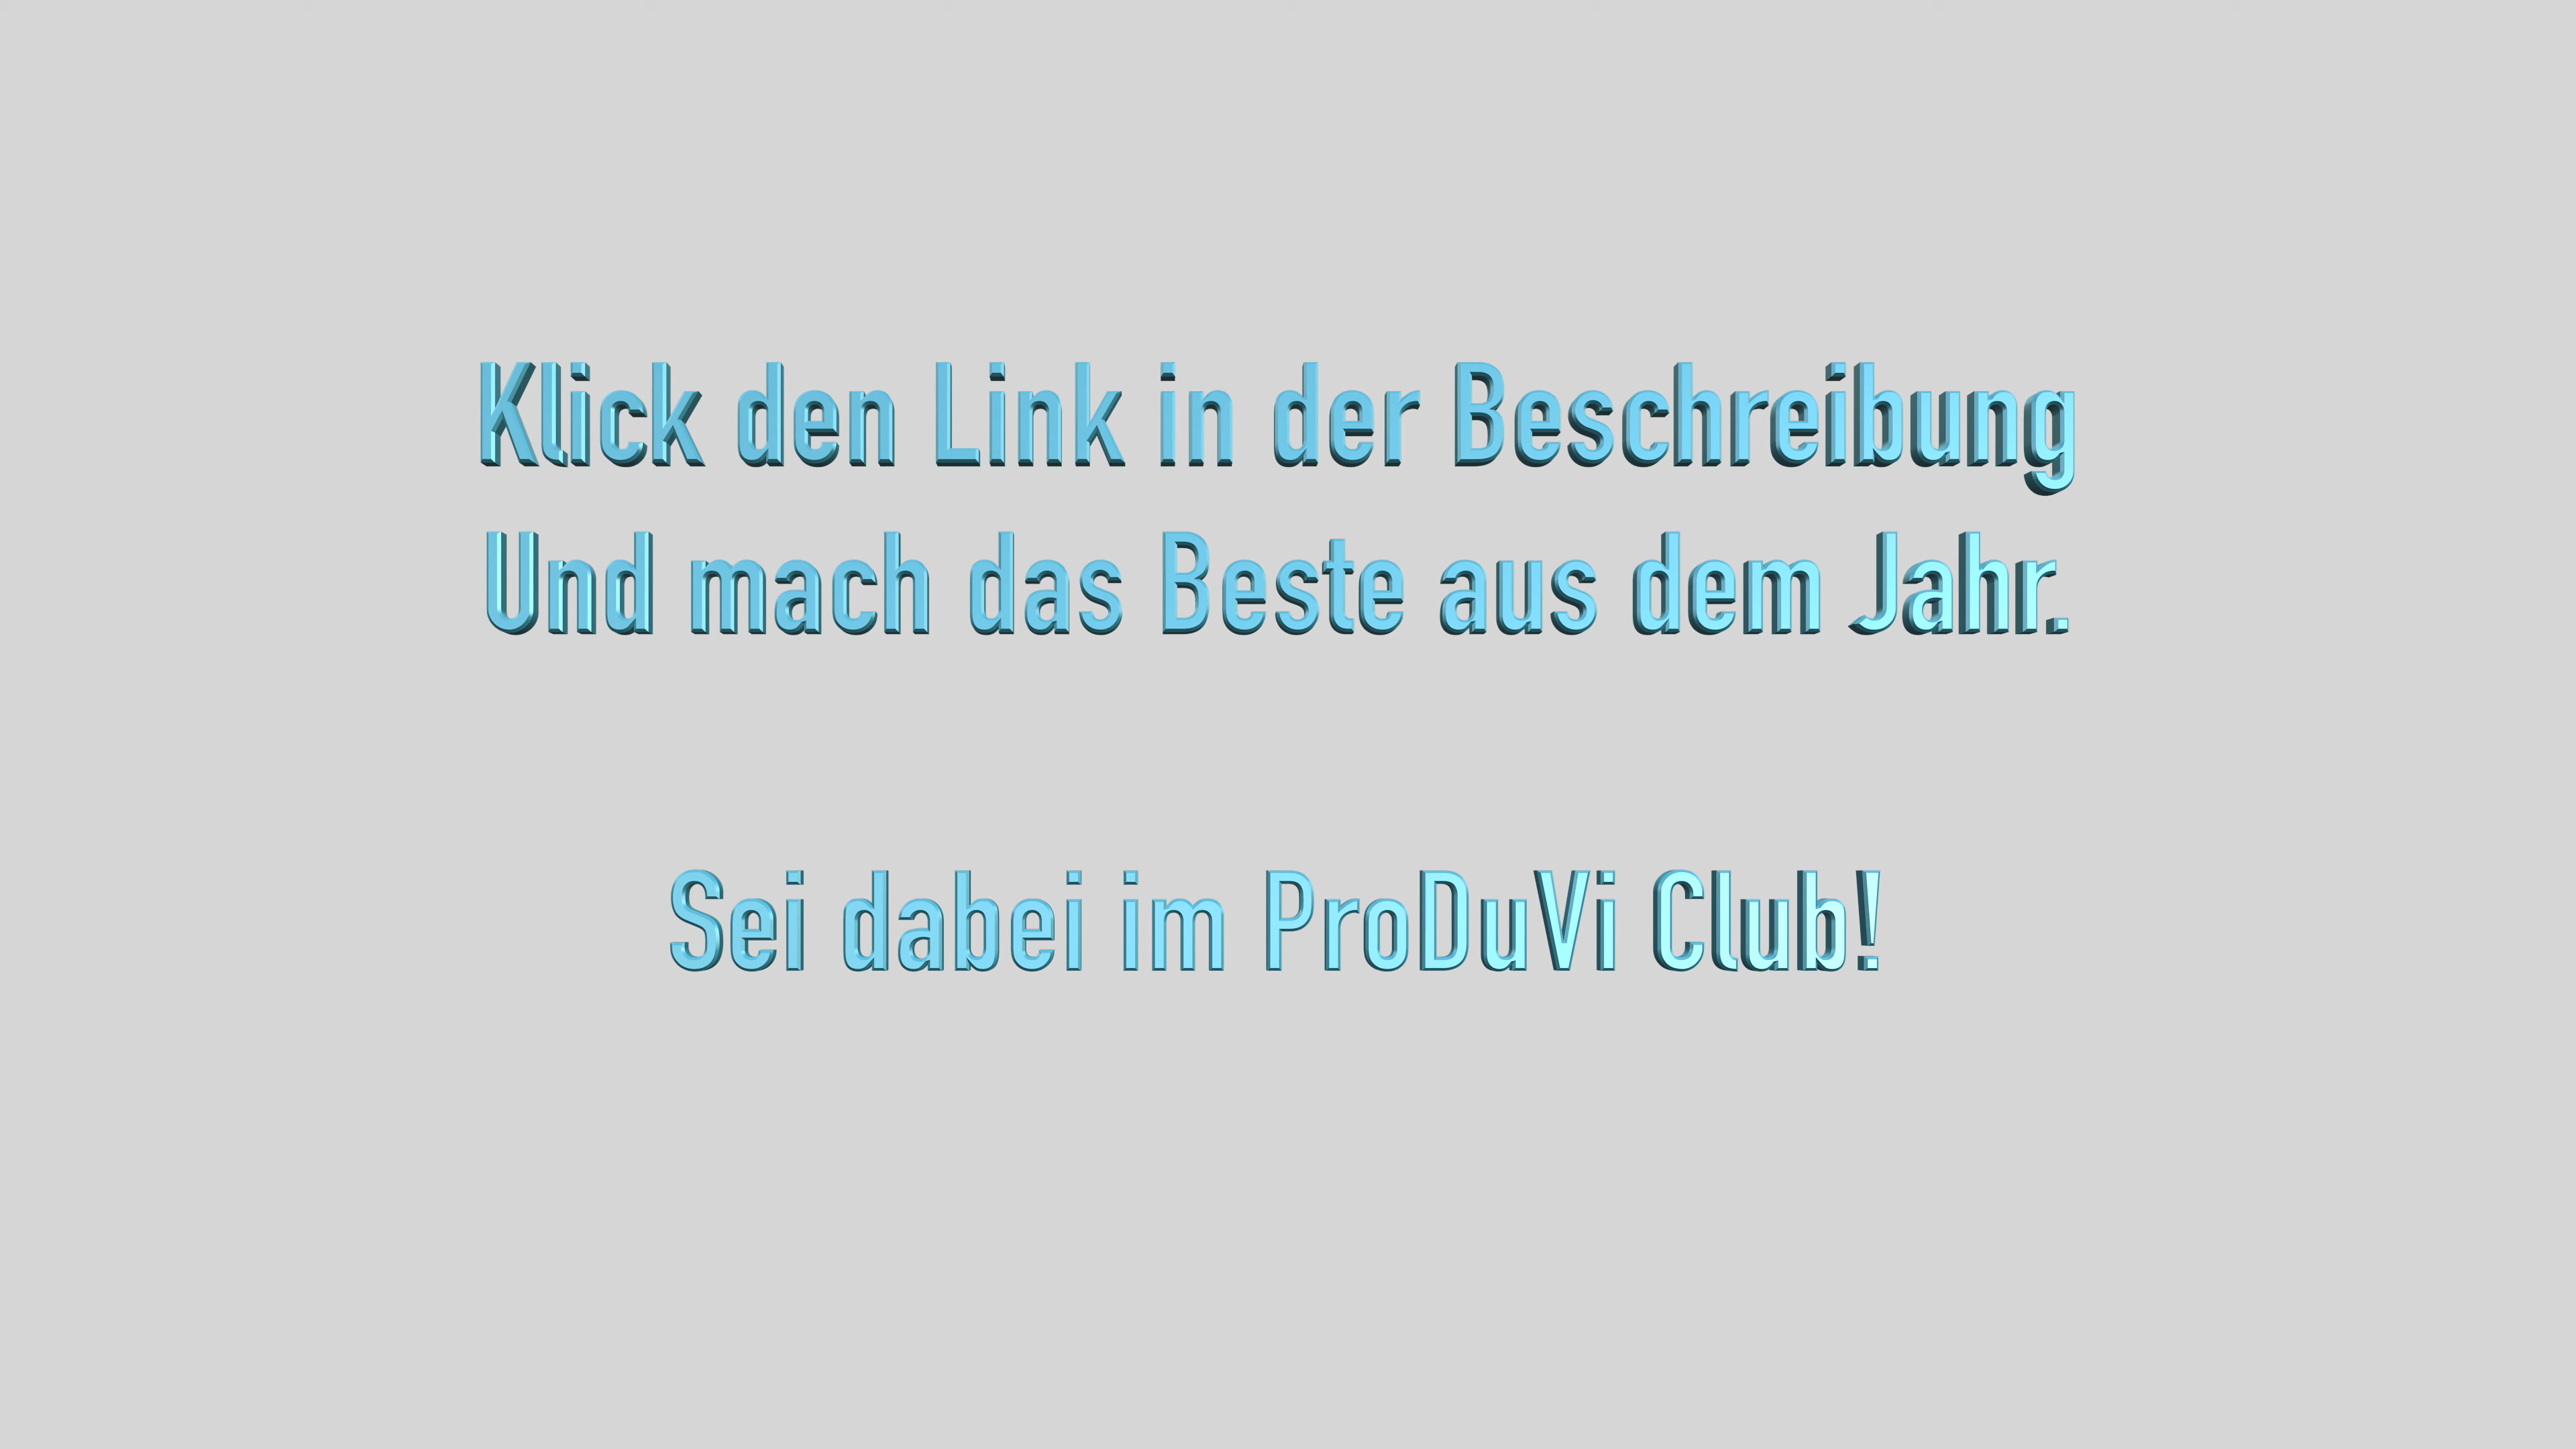 Klick den Link in der Beschreibung
Und mach das Beste aus dem Jahr.
Sei dabei im ProDuVi Club!